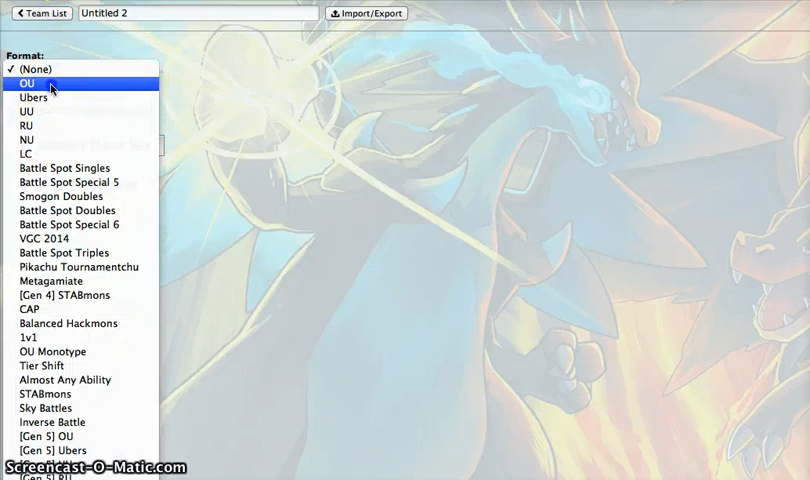 Team List
Untitled 2
Import/Export
Format:
✓ (None)
OU
Ubers
UU
RU
NU
LC
Battle Spot Singles
Battle Spot Special 5
Smogon Doubles
Battle Spot Doubles
Battle Spot Special 6
VGC 2014
Battle Spot Triples
Pikachu Tournamentchu
Metagamiate
[Gen 4] STABmons
CAP
Balanced Hackmons
1v1
OU Monotype
Tier Shift
Almost Any Ability
STABmons
Sky Battles
Inverse Battle
[Gen 5] OU
[Gen 5] Ubers
Screencast-O-Matic.com
[Gen 5] RU